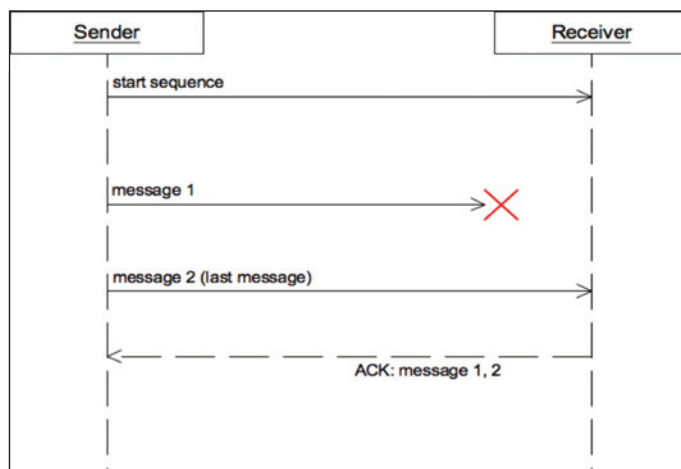 Sender
Receiver
start sequence
message 1
message 2 (last message)
ACK: message 1, 2